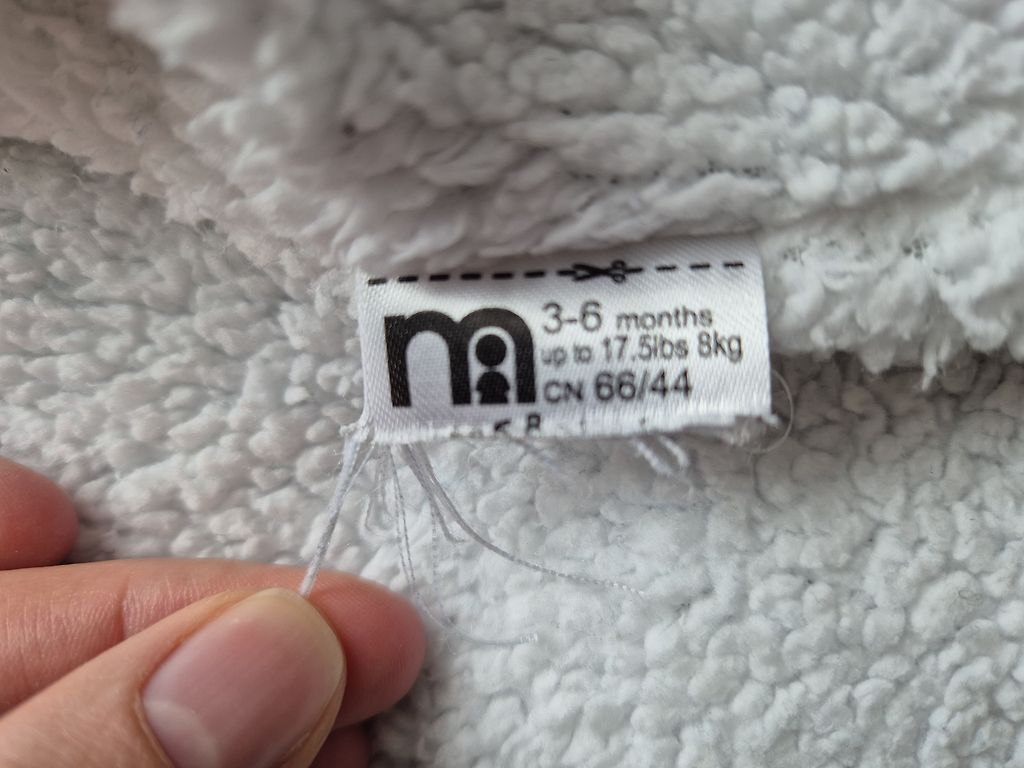 m
3-6 months
up to 17.5lbs 8kg
CN 66/44